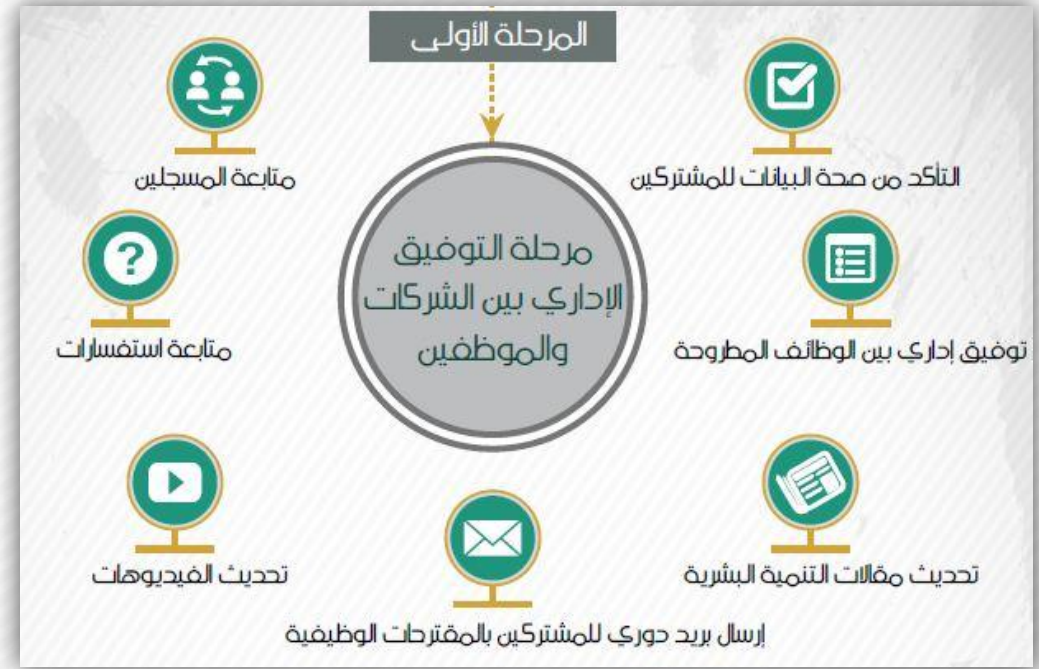 المرحلة الأولى
مرحلة التوفيق
الإداري بين الشركات
والموظفين
التأكد من صحة البيانات للمشتركين
متابعة المسجلين
توفيق إداري بين الوظائف المطروحة
متابعة استفسارات
تحديث مقالات التنمية البشرية
تحديث الفيديوهات
إرسال بريد دوري للمشتركين بالمقترحات الوظيفية